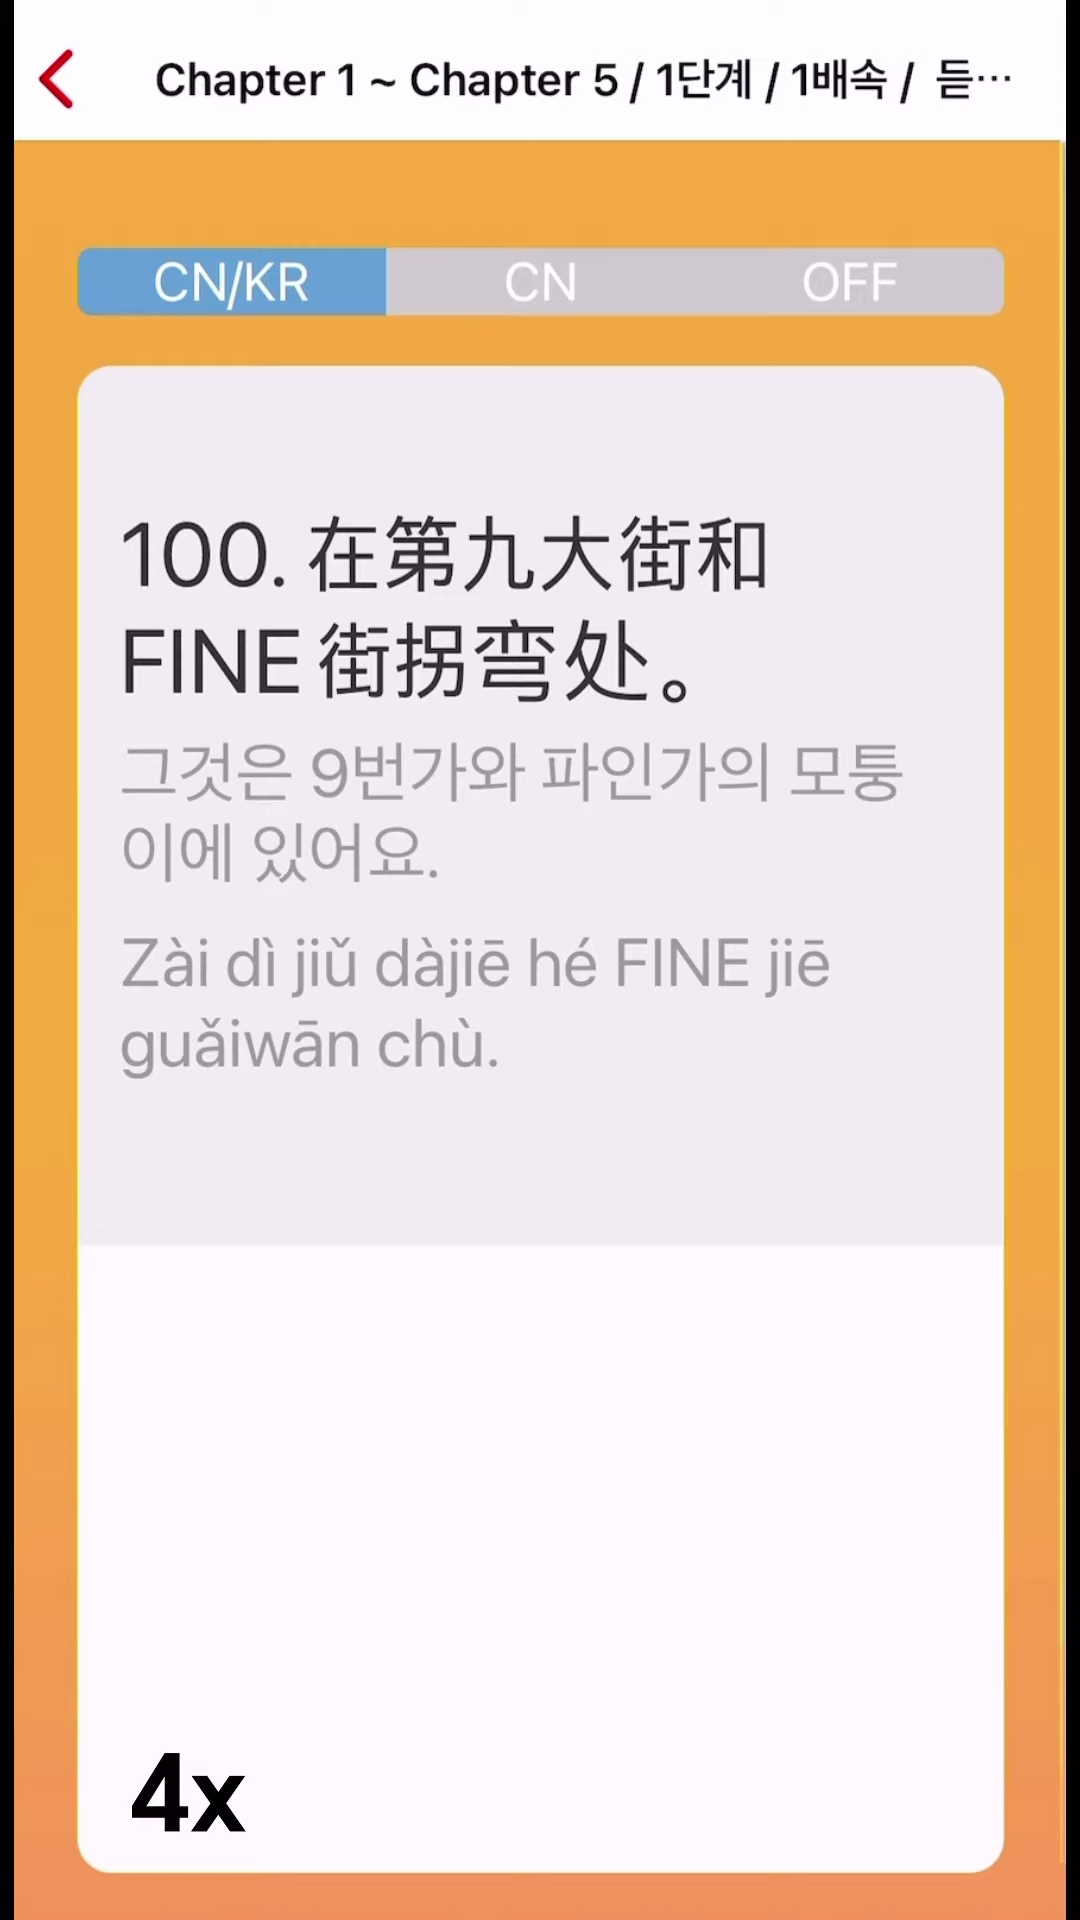 Chapter 1 ~ Chapter 5 / 1단계 / 1배속 / 듣…
CN/KR CN OFF
100. 在第九大街和
FINE 街拐弯处。
그것은 9번가와 파인가의 모퉁
이에 있어요.
Zài dì jiǔ dàjiē hé FINE jiē
guǎiwān chù.
4x